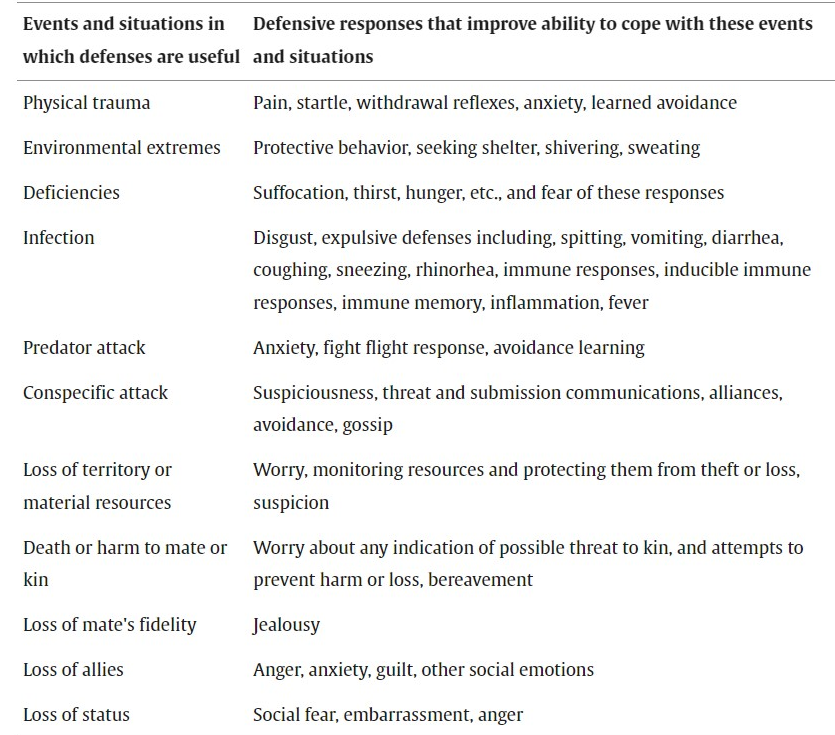 Events and situations in
which defenses are useful
Defensive responses that improve ability to cope with these events
and situations
Physical trauma
Pain, startle, withdrawal reflexes, anxiety, learned avoidance
Environmental extremes
Protective behavior, seeking shelter, shivering, sweating
Deficiencies
Suffocation, thirst, hunger, etc., and fear of these responses
Infection
Disgust, expulsive defenses including, spitting, vomiting, diarrhea,
coughing, sneezing, rhinorhea, immune responses, inducible immune
responses, immune memory, inflammation, fever
Predator attack
Anxiety, fight flight response, avoidance learning
Conspecific attack
Suspiciousness, threat and submission communications, alliances,
avoidance, gossip
Loss of territory or
material resources
Worry, monitoring resources and protecting them from theft or loss,
suspicion
Death or harm to mate or
kin
Worry about any indication of possible threat to kin, and attempts to
prevent harm or loss, bereavement
Loss of mate's fidelity
Jealousy
Loss of allies
Anger, anxiety, guilt, other social emotions
Loss of status
Social fear, embarrassment, anger